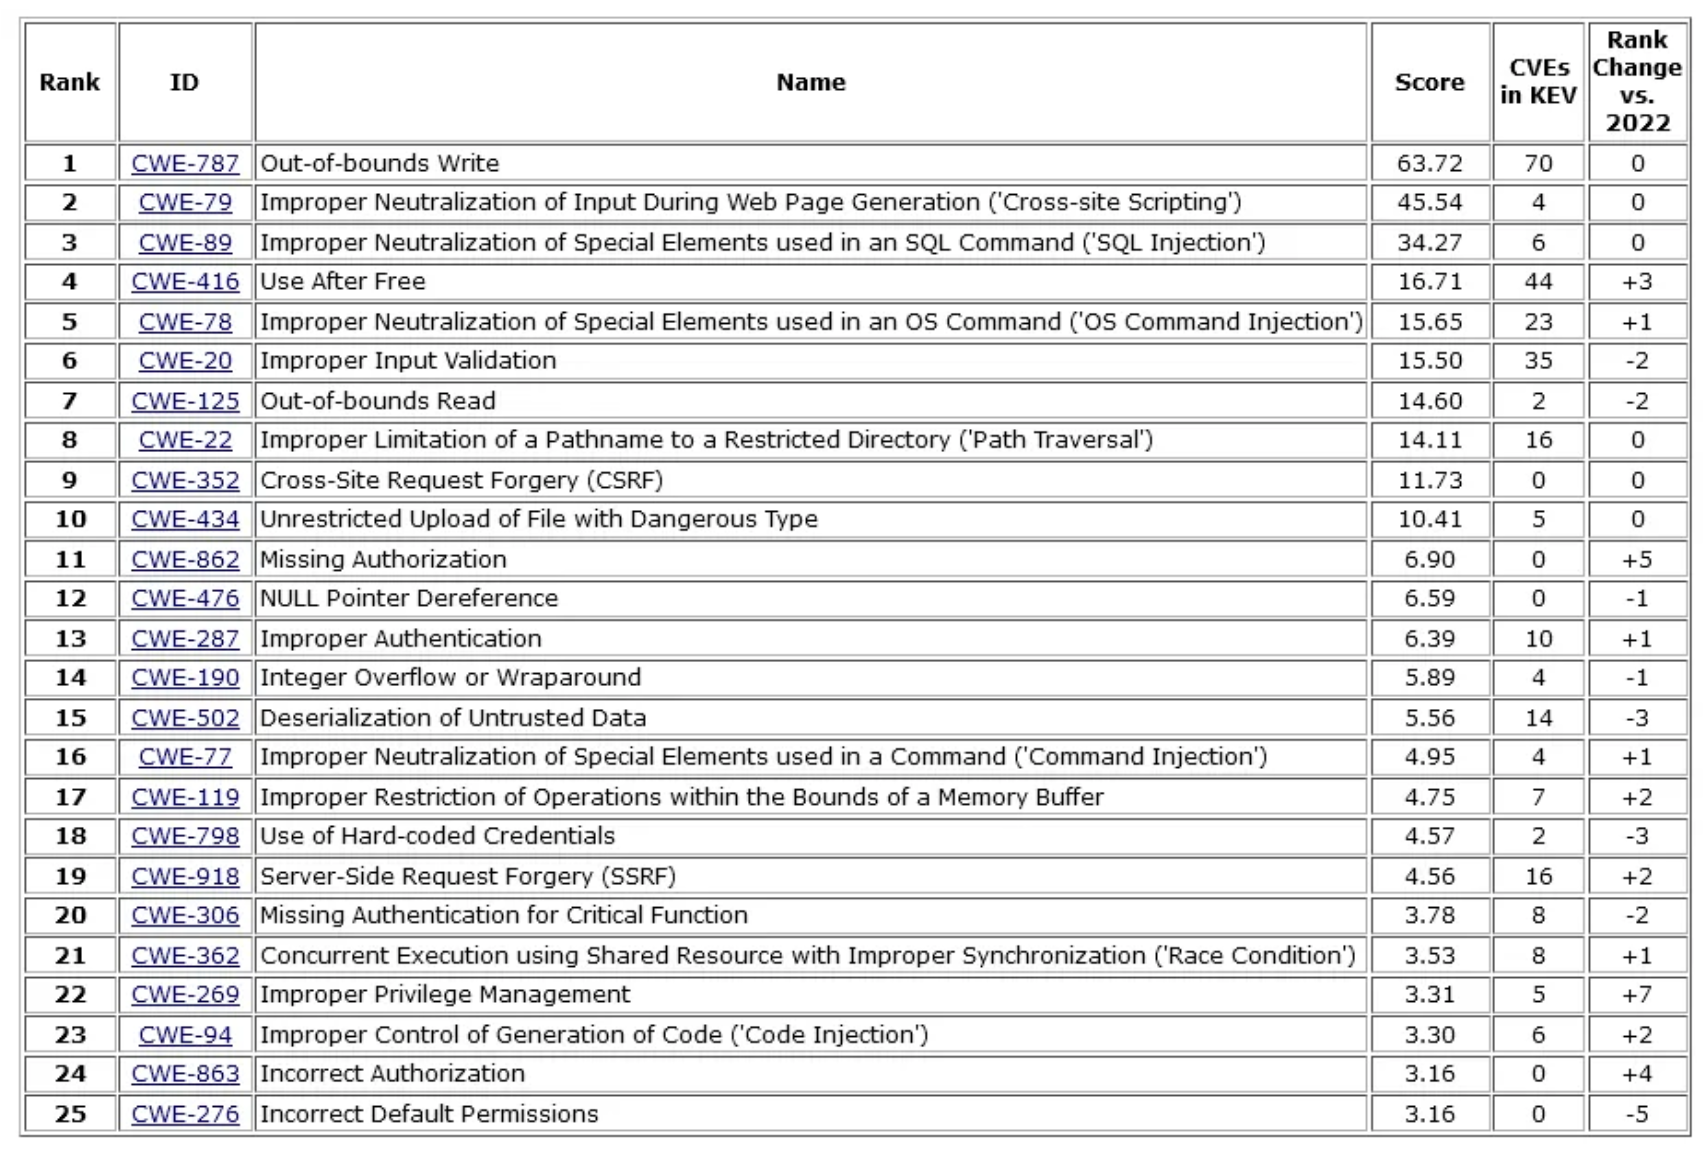 Rank ID Name Score CVEs in KEV Rank Change vs. 2022
1 CWE-787 Out-of-bounds Write 63.72 70 0
2 CWE-79 Improper Neutralization of Input During Web Page Generation ('Cross-site Scripting') 45.54 4 0
3 CWE-89 Improper Neutralization of Special Elements used in an SQL Command ('SQL Injection') 34.27 6 0
4 CWE-416 Use After Free 16.71 44 +3
5 CWE-78 Improper Neutralization of Special Elements used in an OS Command ('OS Command Injection') 15.65 23 +1
6 CWE-20 Improper Input Validation 15.50 35 -2
7 CWE-125 Out-of-bounds Read 14.60 2 -2
8 CWE-22 Improper Limitation of a Pathname to a Restricted Directory ('Path Traversal') 14.11 16 0
9 CWE-352 Cross-Site Request Forgery (CSRF) 11.73 0 0
10 CWE-434 Unrestricted Upload of File with Dangerous Type 10.41 5 0
11 CWE-862 Missing Authorization 6.90 0 +5
12 CWE-476 NULL Pointer Dereference 6.59 0 -1
13 CWE-287 Improper Authentication 6.39 10 +1
14 CWE-190 Integer Overflow or Wraparound 5.89 4 -1
15 CWE-502 Deserialization of Untrusted Data 5.56 14 -3
16 CWE-77 Improper Neutralization of Special Elements used in a Command ('Command Injection') 4.95 4 +1
17 CWE-119 Improper Restriction of Operations within the Bounds of a Memory Buffer 4.75 7 +2
18 CWE-798 Use of Hard-coded Credentials 4.57 2 -3
19 CWE-918 Server-Side Request Forgery (SSRF) 4.56 16 +2
20 CWE-306 Missing Authentication for Critical Function 3.78 8 -2
21 CWE-362 Concurrent Execution using Shared Resource with Improper Synchronization ('Race Condition') 3.53 8 +1
22 CWE-269 Improper Privilege Management 3.31 5 +7
23 CWE-94 Improper Control of Generation of Code ('Code Injection') 3.30 6 +2
24 CWE-863 Incorrect Authorization 3.16 0 +4
25 CWE-276 Incorrect Default Permissions 3.16 0 -5